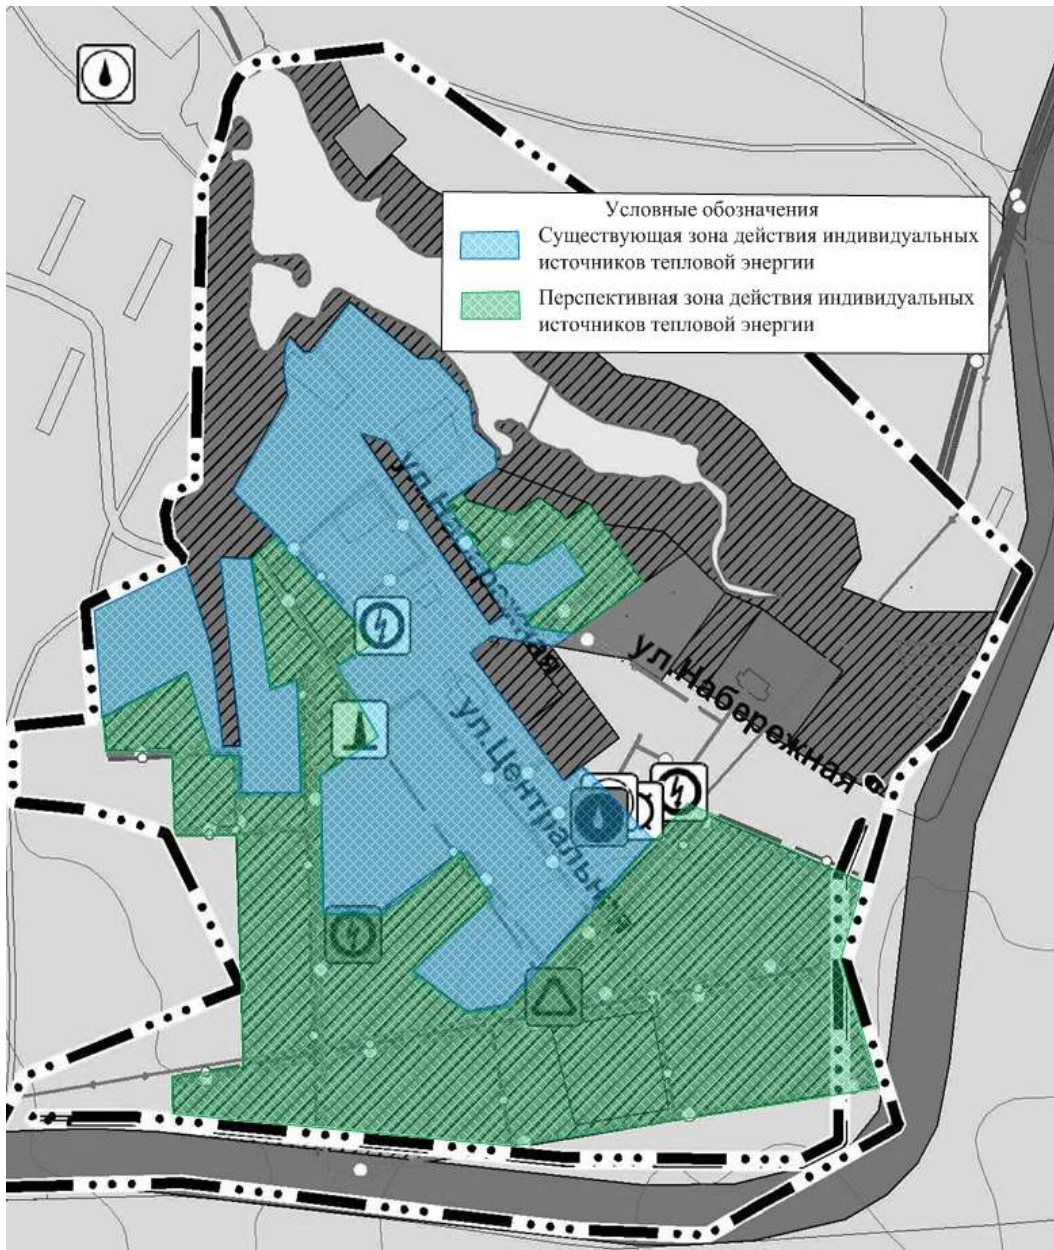 Условные обозначения
Существующая зона действия индивидуальных
источников тепловой энергии
Перспективная зона действия индивидуальных
источников тепловой энергии
ул.Набережная
ул.Набережная
ул.Центральная